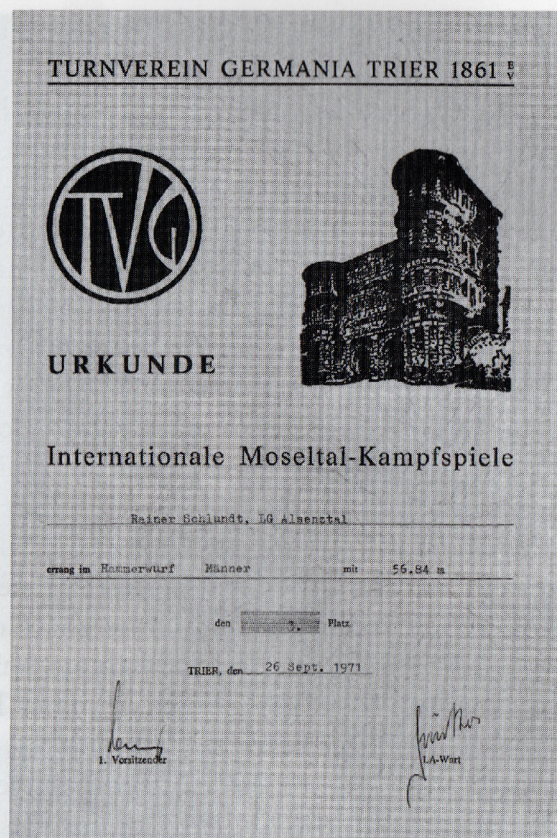 TURNVEREIN GERMANIA TRIER 1861 E V
TVG
URKUNDE
Internationale Moseltal-Kampfspiele
Rainer Schlundt, LG Alsenztal
errang im Hammerwurf Männer mit 56.84 m
den 3. Platz
TRIER, den 26 Sept. 1971
1. Vorsitzender
LA-Wart